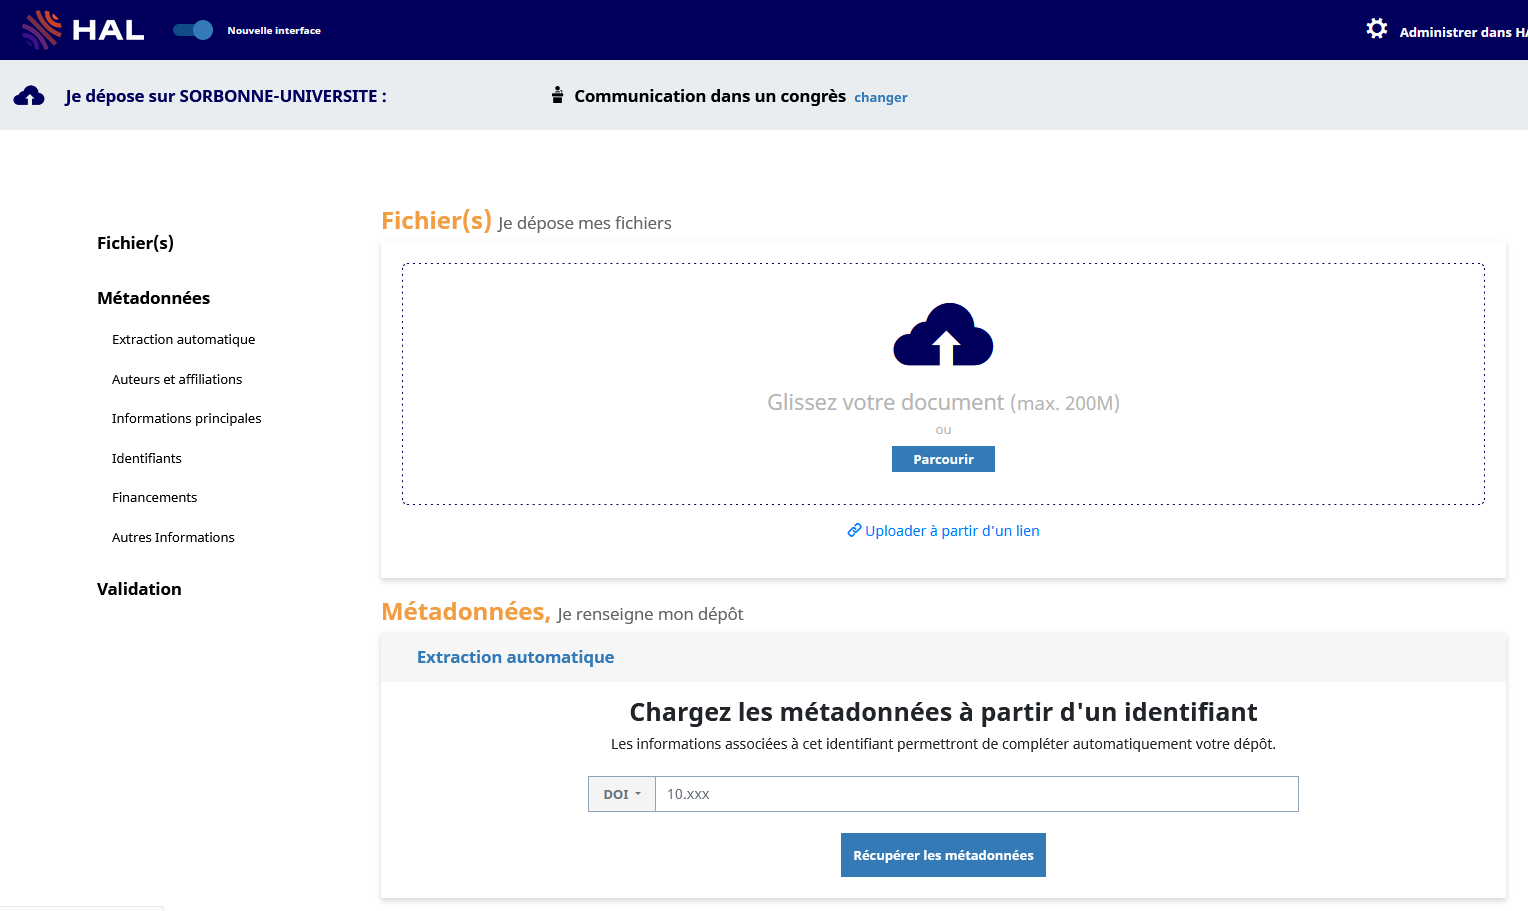 HAL
Nouvelle interface
Administrer dans HA
Je dépose sur SORBONNE-UNIVERSITE :
Communication dans un congrès changer
Fichier(s)
Métadonnées
Extraction automatique
Auteurs et affiliations
Informations principales
Identifiants
Financements
Autres Informations
Validation
Fichier(s) Je dépose mes fichiers
Glissez votre document (max. 200M)
ou
Parcourir
Uploader à partir d'un lien
Métadonnées, Je renseigne mon dépôt
Extraction automatique
Chargez les métadonnées à partir d'un identifiant
Les informations associées à cet identifiant permettront de compléter automatiquement votre dépôt.
DOI 10.xxx
Récupérer les métadonnées